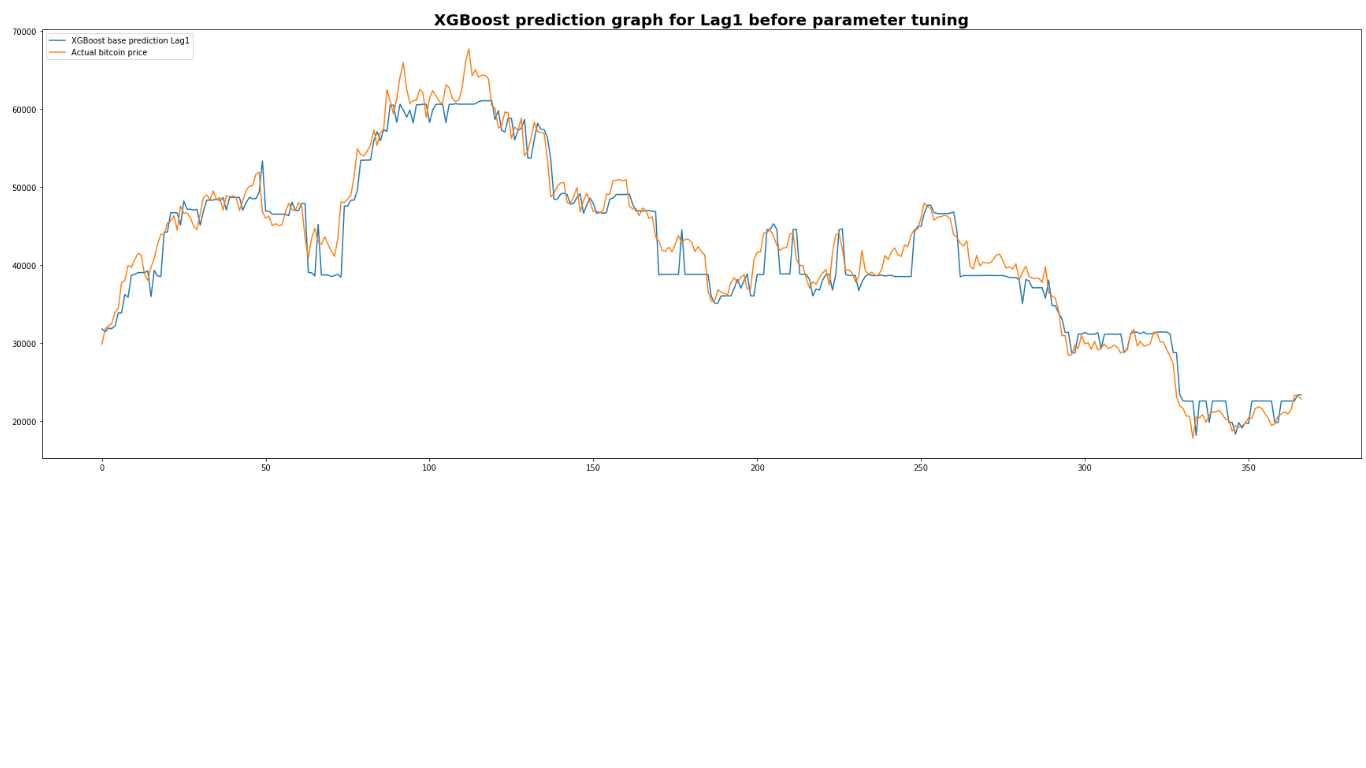 XGBoost prediction graph for Lag1 before parameter tuning
70000
XGBoost base prediction Lag1
Actual bitcoin price
60000
50000
40000
30000
20000
0 50 100 150 200 250 300 350